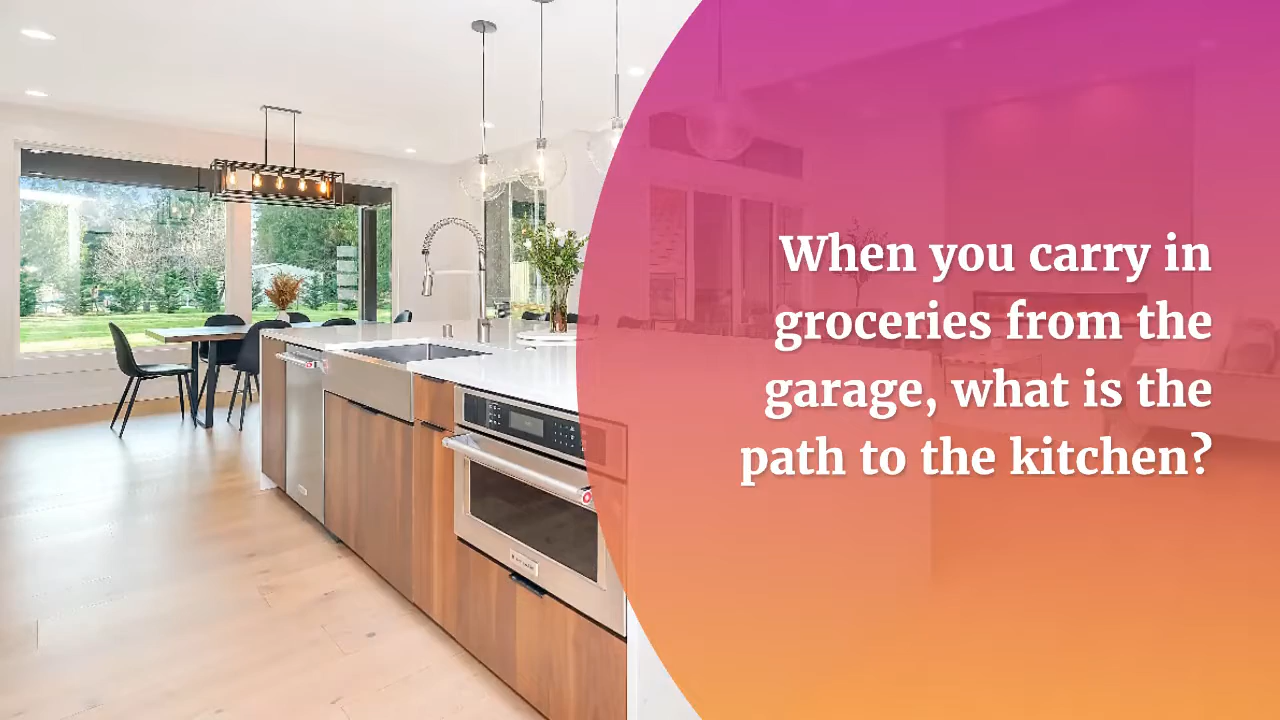 When you carry in
groceries from the
garage, what is the
path to the kitchen?